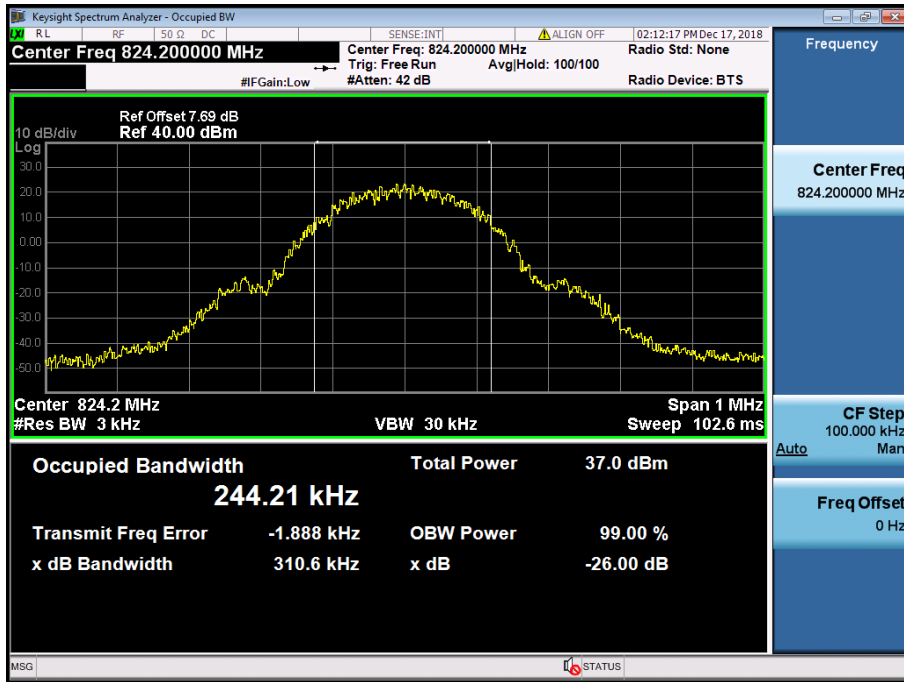 Keysight Spectrum Analyzer - Occupied BW
LXI RL RF 50 Ω DC SENSE:INT ALIGN OFF 02:12:17 PM Dec 17, 2018
Center Freq 824.200000 MHz
Center Freq: 824.200000 MHz Radio Std: None
Trig: Free Run Avg|Hold: 100/100
#IFGain:Low #Atten: 42 dB Radio Device: BTS
Ref Offset 7.69 dB
10 dB/div Ref 40.00 dBm
Log
30.0
20.0
10.0
0.00
-10.0
-20.0
-30.0
-40.0
-50.0
Center 824.2 MHz Span 1 MHz
#Res BW 3 kHz VBW 30 kHz Sweep 102.6 ms
Occupied Bandwidth Total Power 37.0 dBm
244.21 kHz
Transmit Freq Error -1.888 kHz OBW Power 99.00 %
x dB Bandwidth 310.6 kHz x dB -26.00 dB
MSG STATUS
Frequency
Center Freq
824.200000 MHz
CF Step
100.000 kHz
Auto Man
Freq Offset
0 Hz